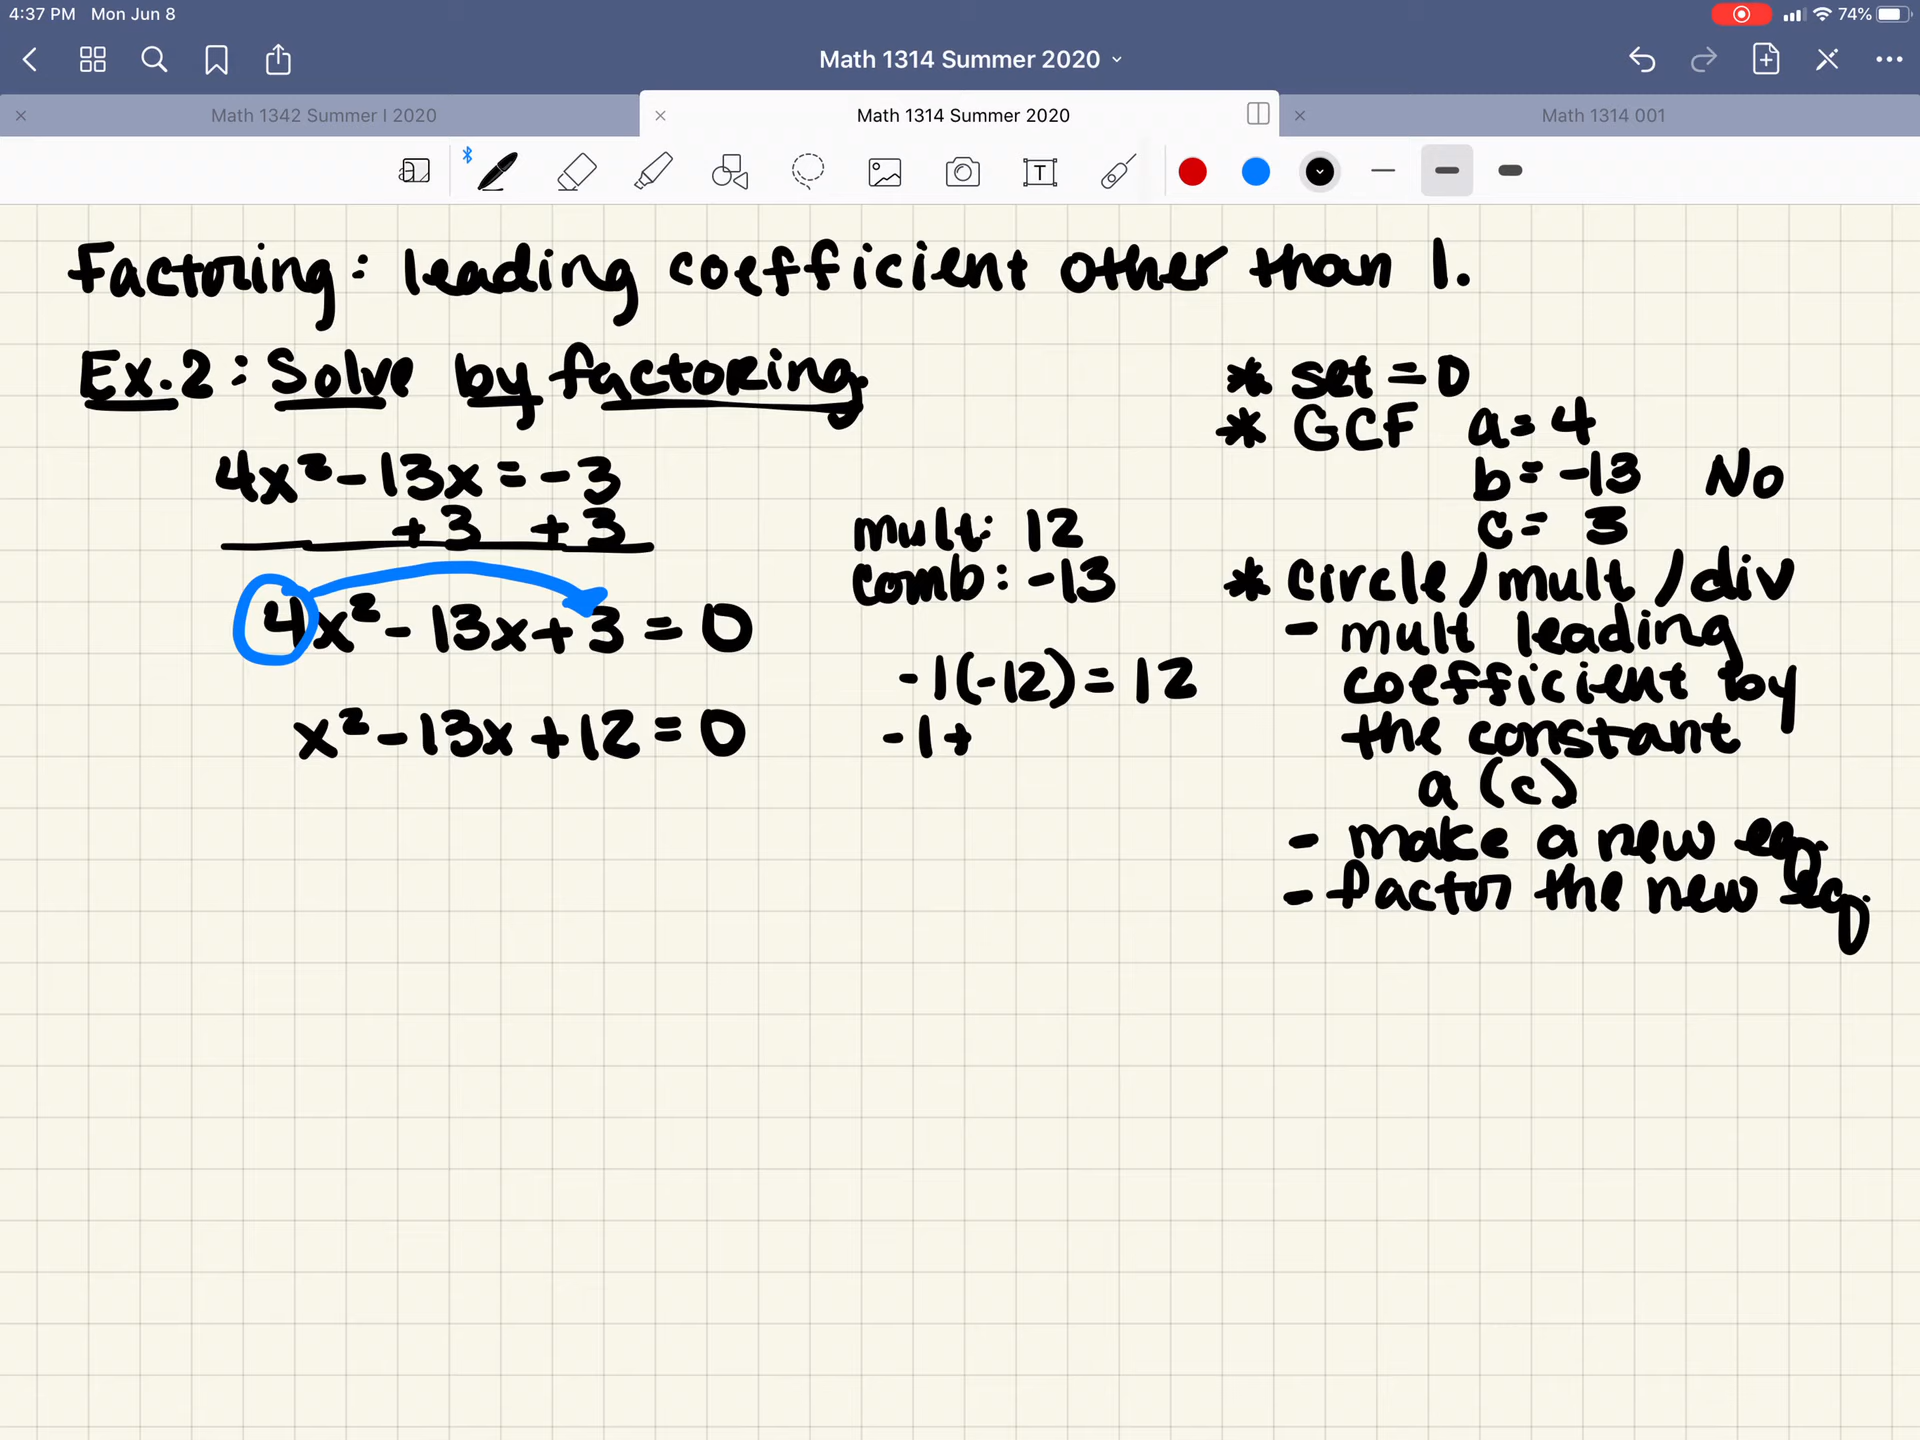 4:37 PM Mon Jun 8
74%
Math 1314 Summer 2020
Math 1342 Summer I 2020
Math 1314 Summer 2020
Math 1314 001
Factoring: leading coefficient other than 1.
Ex.2: Solve by factoring.
4x² - 13x = -3
+3 +3
4x² - 13x + 3 = 0
x² - 13x + 12 = 0
mult: 12
comb: -13
-1(-12) = 12
-1 +
* set = 0
* GCF a = 4
b = -13 No
c = 3
* circle/mult/div
- mult leading
coefficient by
the constant
a (c)
- make a new eq.
- factor the new eq.